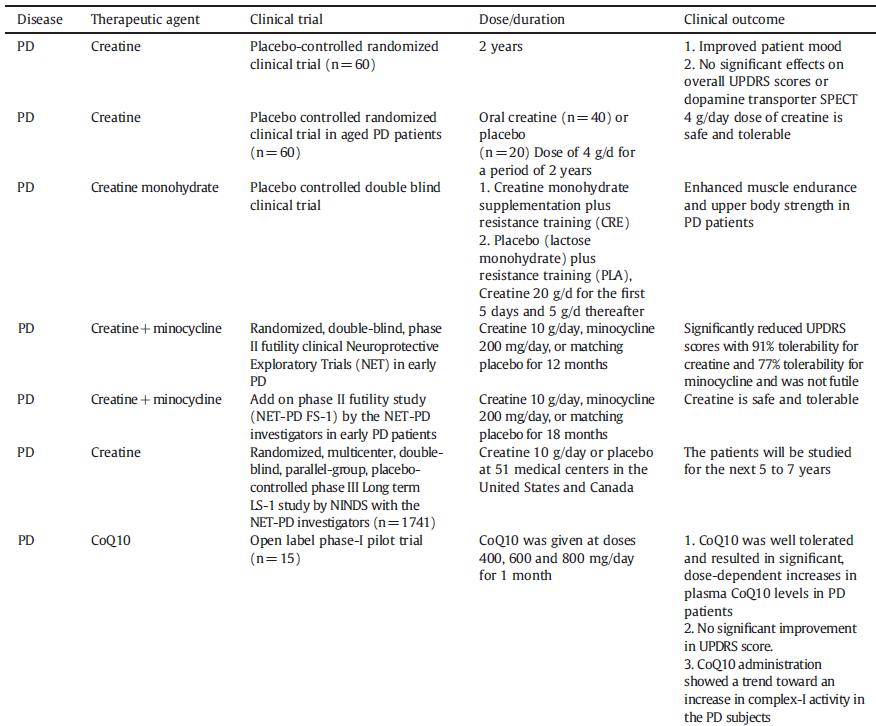 Disease Therapeutic agent Clinical trial Dose/duration Clinical outcome
PD Creatine Placebo-controlled randomized 2 years 1. Improved patient mood
clinical trial (n=60) 2. No significant effects on
overall UPDRS scores or
dopamine transporter SPECT
PD Creatine Placebo controlled randomized Oral creatine (n=40) or 4 g/day dose of creatine is
clinical trial in aged PD patients placebo safe and tolerable
(n=60) (n=20) Dose of 4 g/d for
a period of 2 years
PD Creatine monohydrate Placebo controlled double blind 1. Creatine monohydrate Enhanced muscle endurance
clinical trial supplementation plus and upper body strength in
resistance training (CRE) PD patients
2. Placebo (lactose
monohydrate) plus
resistance training (PLA),
Creatine 20 g/d for the first
5 days and 5 g/d thereafter
PD Creatine+minocycline Randomized, double-blind, phase Creatine 10 g/day, minocycline Significantly reduced UPDRS
II futility clinical Neuroprotective 200 mg/day, or matching scores with 91% tolerability for
Exploratory Trials (NET) in early placebo for 12 months creatine and 77% tolerability for
PD minocycline and was not futile
PD Creatine+minocycline Add on phase II futility study Creatine 10 g/day, minocycline Creatine is safe and tolerable
(NET-PD FS-1) by the NET-PD 200 mg/day, or matching
investigators in early PD patients placebo for 18 months
PD Creatine Randomized, multicenter, double- Creatine 10 g/day or placebo The patients will be studied
blind, parallel-group, placebo- at 51 medical centers in the for the next 5 to 7 years
controlled phase III Long term United States and Canada
LS-1 study by NINDS with the
NET-PD investigators (n=1741)
PD CoQ10 Open label phase-I pilot trial CoQ10 was given at doses 1. CoQ10 was well tolerated
(n=15) 400, 600 and 800 mg/day and resulted in significant,
for 1 month dose-dependent increases in
plasma CoQ10 levels in PD
patients
2. No significant improvement
in UPDRS score.
3. CoQ10 administration
showed a trend toward an
increase in complex-I activity in
the PD subjects